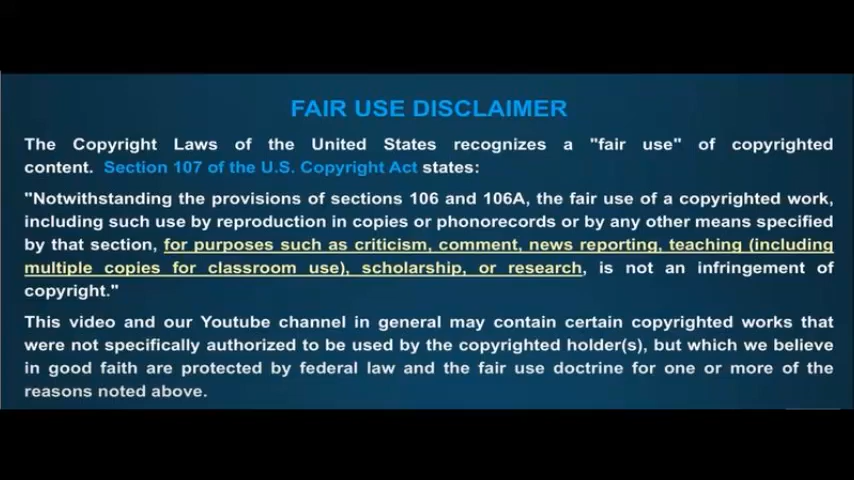 FAIR USE DISCLAIMER
The Copyright Laws of the United States recognizes a "fair use" of copyrighted
content. Section 107 of the U.S. Copyright Act states:
"Notwithstanding the provisions of sections 106 and 106A, the fair use of a copyrighted work,
including such use by reproduction in copies or phonorecords or by any other means specified
by that section, for purposes such as criticism, comment, news reporting, teaching (including
multiple copies for classroom use), scholarship, or research, is not an infringement of
copyright."
This video and our Youtube channel in general may contain certain copyrighted works that
were not specifically authorized to be used by the copyrighted holder(s), but which we believe
in good faith are protected by federal law and the fair use doctrine for one or more of the
reasons noted above.